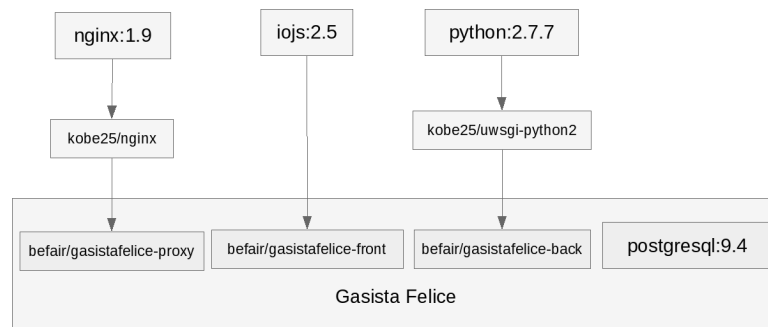 nginx:1.9
iojs:2.5
python:2.7.7
kobe25/nginx
kobe25/uwsgi-python2
befair/gasistafelice-proxy
befair/gasistafelice-front
befair/gasistafelice-back
postgresql:9.4
Gasista Felice